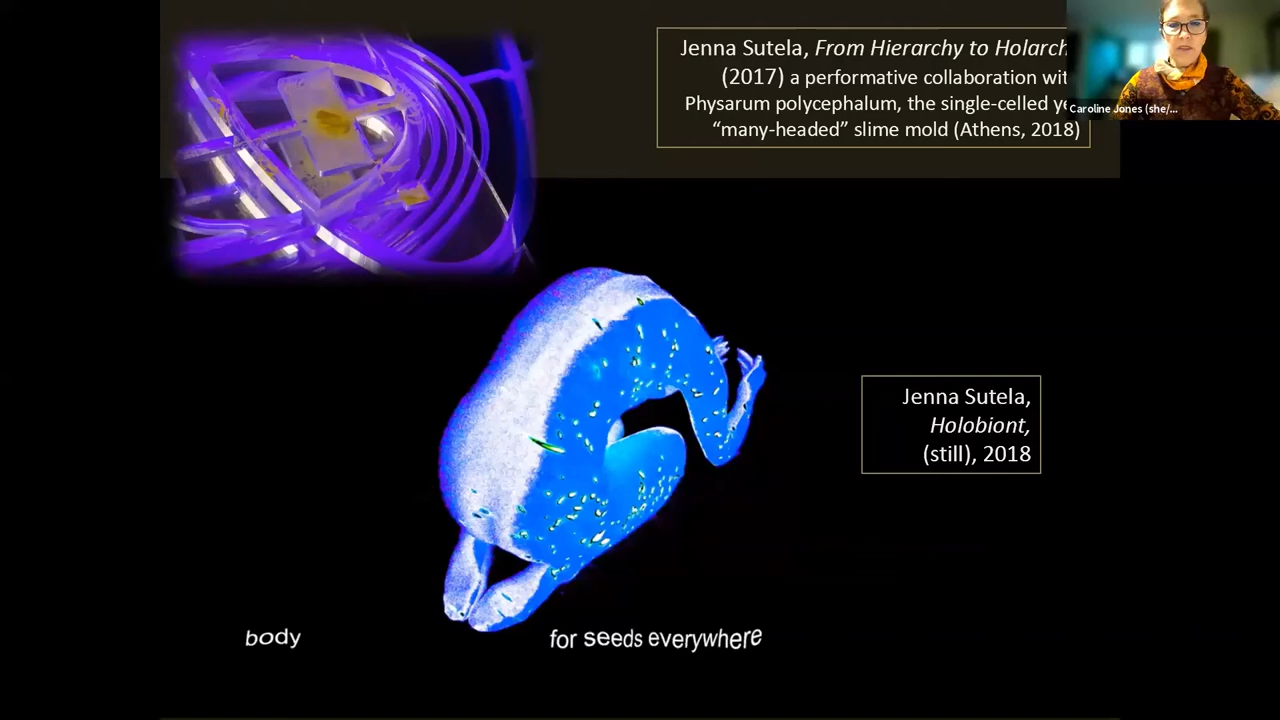 Jenna Sutela, From Hierarchy to Holarch
(2017) a performative collaboration wit
Physarum polycephalum, the single-celled ye
“many-headed” slime mold (Athens, 2018)
Caroline Jones (she/...
Jenna Sutela,
Holobiont,
(still), 2018
body for seeds everywhere